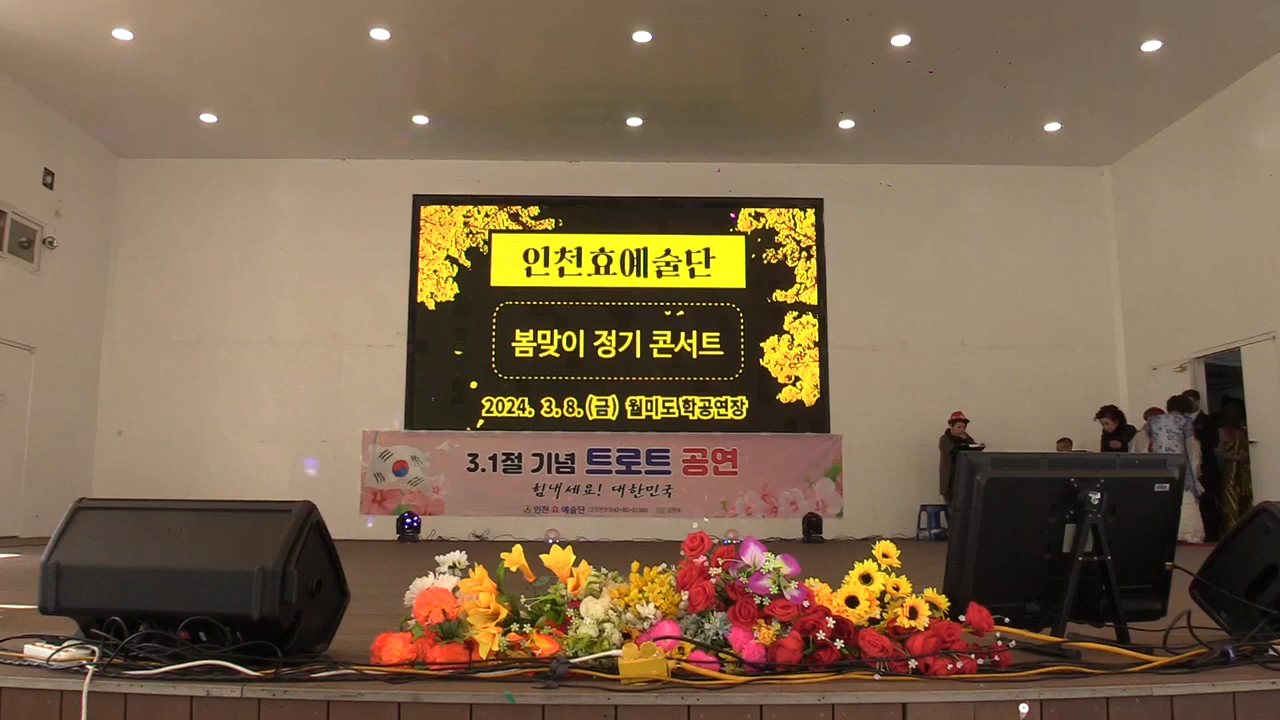 인천효예술단
봄맞이 정기 콘서트
2024. 3. 8. (금) 월미도 학공연장
3.1절 기념 트로트 공연
힘내세요! 대한민국
인천 효 예술단